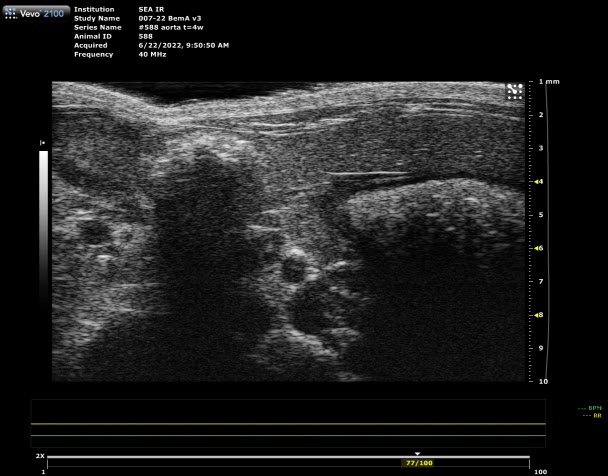 Vevo 2100
Institution SEA IR
Study Name 007-22 BemA v3
Series Name #588 aorta t=4w
Animal ID 588
Acquired 6/22/2022, 9:50:50 AM
Frequency 40 MHz
1 mm
2
3
4
5
6
7
8
9
10
--- BPM
--- RR
2X
77/100
1 100